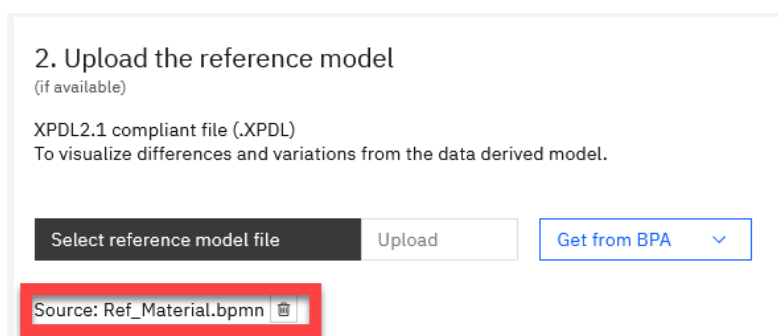 2. Upload the reference model
(if available)
XPDL2.1 compliant file (.XPDL)
To visualize differences and variations from the data derived model.
Select reference model file
Upload
Get from BPA
Source: Ref_Material.bpmn